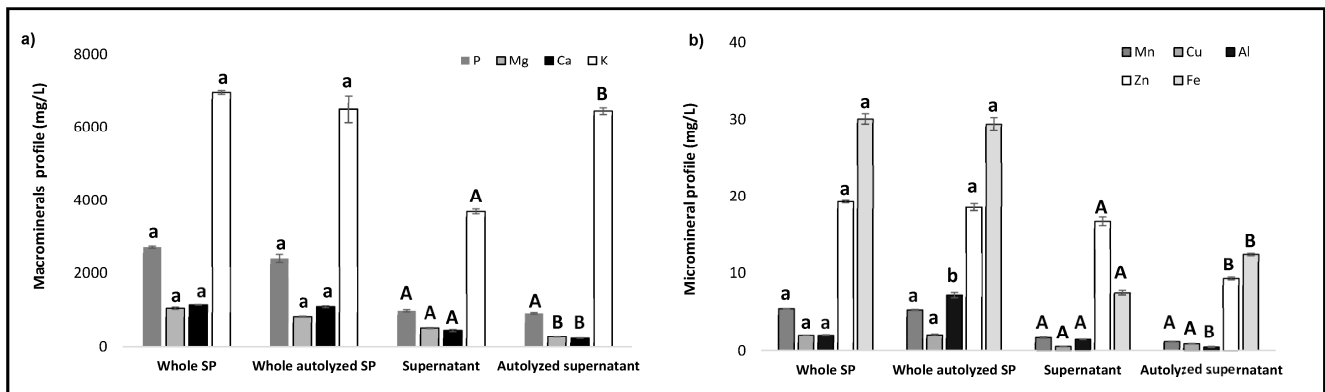 a)
Macrominerals profile (mg/L)
8000
6000
4000
2000
0
P Mg Ca K
a a a a
a a a a
A A A A
A B B B
Whole SP Whole autolyzed SP Supernatant Autolyzed supernatant
b)
Micromineral profile (mg/L)
40
30
20
10
0
Mn Cu Al
Zn Fe
a a a a a
a a b a a
A A A A A
A A B B B
Whole SP Whole autolyzed SP Supernatant Autolyzed supernatant